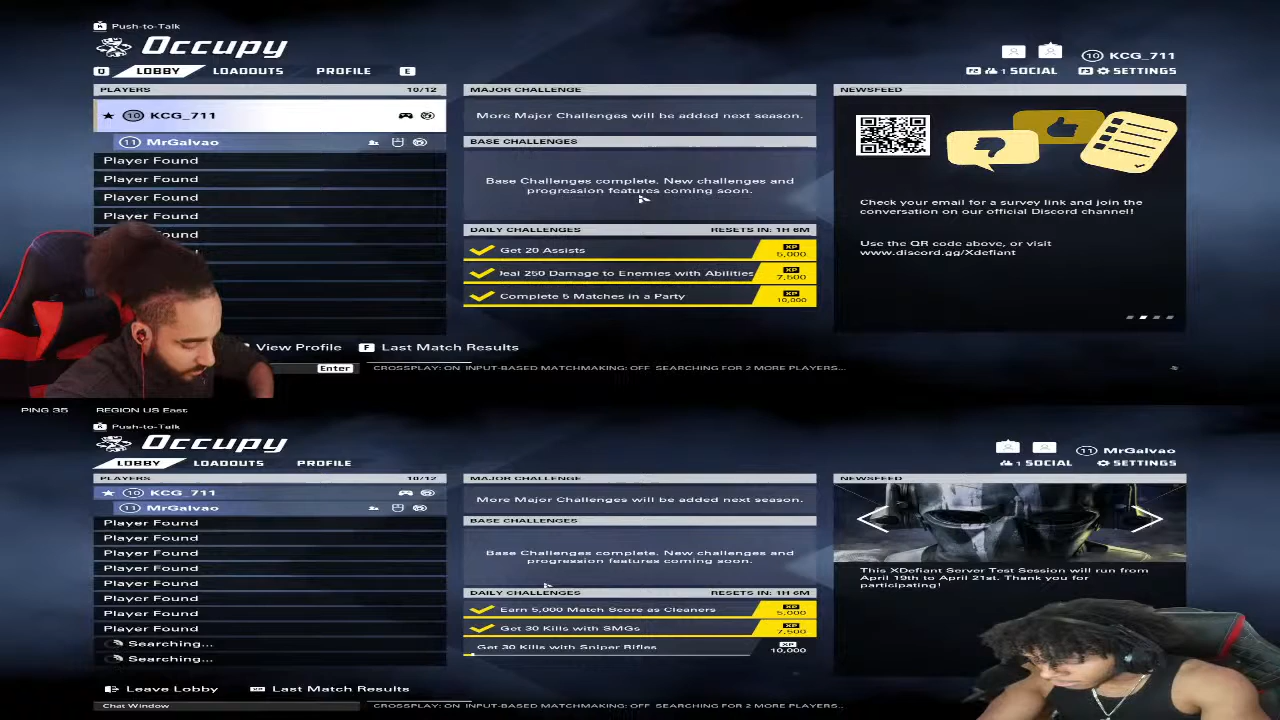 Push-to-Talk
Occupy
10 KCG_711
Q LOBBY LOADOUTS PROFILE E
1 SOCIAL SETTINGS
PLAYERS 10/12
MAJOR CHALLENGE
NEWSFEED
10 KCG_711
More Major Challenges will be added next season.
11 MrGalvao
BASE CHALLENGES
Player Found
Player Found
Player Found
Player Found
Base Challenges complete. New challenges and
progression features coming soon.
Check your email for a survey link and join the
conversation on our official Discord channel!
Use the QR code above, or visit
www.discord.gg/Xdefiant
DAILY CHALLENGES RESETS IN: 1H 6M
Get 20 Assists XP 5,000
eal 250 Damage to Enemies with Abilities XP 7,500
Complete 5 Matches in a Party XP 10,000
View Profile F Last Match Results
Enter
CROSSPLAY: ON INPUT-BASED MATCHMAKING: OFF SEARCHING FOR 2 MORE PLAYERS...
PING 35 REGION US East
Push-to-Talk
Occupy
11 MrGalvao
LOBBY LOADOUTS PROFILE
1 SOCIAL SETTINGS
PLAYERS 10/12
MAJOR CHALLENGE
NEWSFEED
10 KCG_711
More Major Challenges will be added next season.
11 MrGalvao
BASE CHALLENGES
Player Found
Player Found
Player Found
Player Found
Player Found
Player Found
Player Found
Player Found
Searching...
Searching...
Base Challenges complete. New challenges and
progression features coming soon.
This XDefiant Server Test Session will run from
April 19th to April 21st. Thank you for
participating!
DAILY CHALLENGES RESETS IN: 1H 6M
Earn 5,000 Match Score as Cleaners XP 5,000
Get 30 Kills with SMGs XP 7,500
Get 30 Kills with Sniper Rifles XP 10,000
Leave Lobby Last Match Results
Chat Window
CROSSPLAY: ON INPUT-BASED MATCHMAKING: OFF SEARCHING FOR 2 MORE PLAYERS..